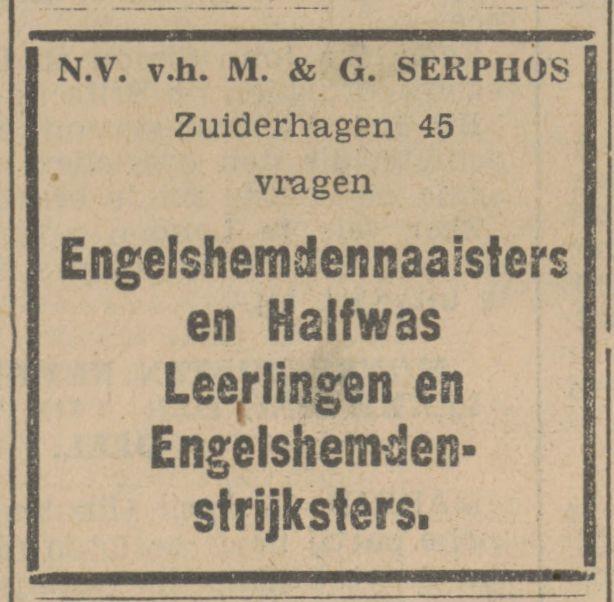 N.V. v.h. M. & G. SERPHOS
Zuiderhagen 45
vragen
Engelshemdennaaisters
en Halfwas
Leerlingen en
Engelshemden-
strijksters.